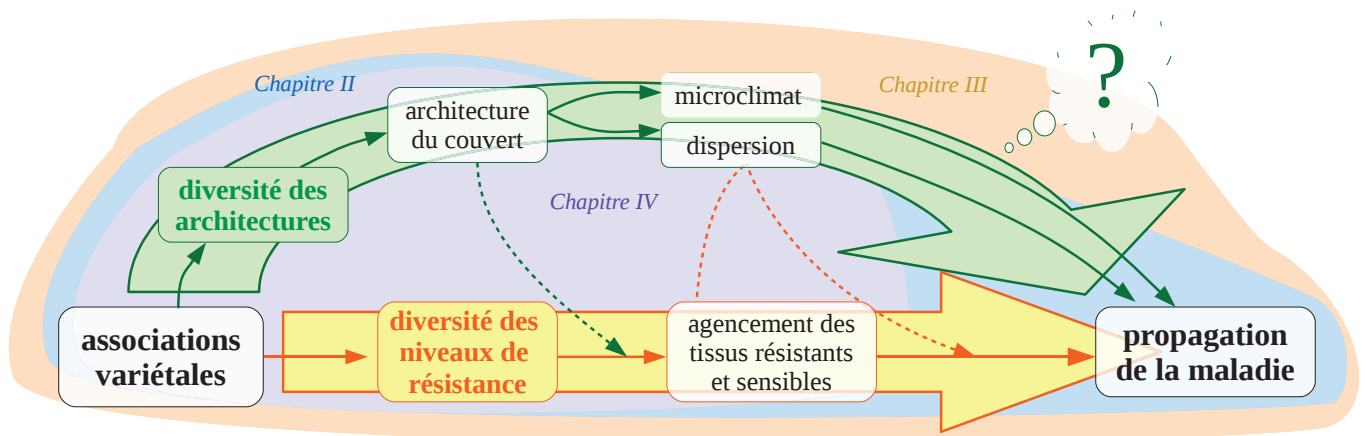 Chapitre II
Chapitre III
?
architecture
du couvert
microclimat
dispersion
diversité des
architectures
Chapitre IV
associations
variétales
diversité des
niveaux de
résistance
agencement des
tissus résistants
et sensibles
propagation
de la maladie